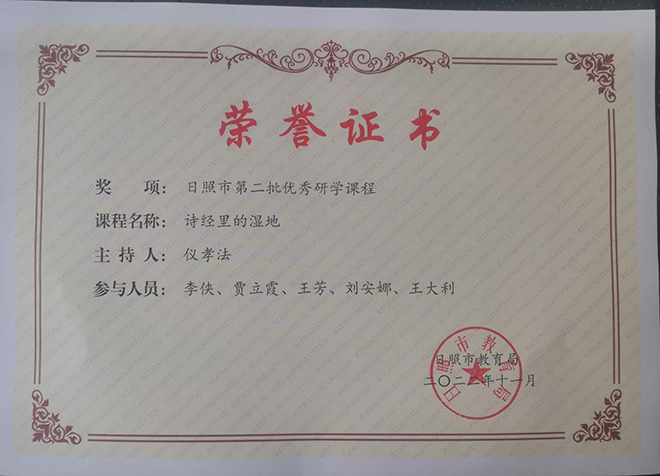 荣誉证书
奖 项：日照市第二批优秀研学课程
课程名称：诗经里的湿地
主 持 人：仪孝法
参与人员：李侠、贾立霞、王芳、刘安娜、王大利
日照市教育局
二〇二二年十一月
日照市教育局